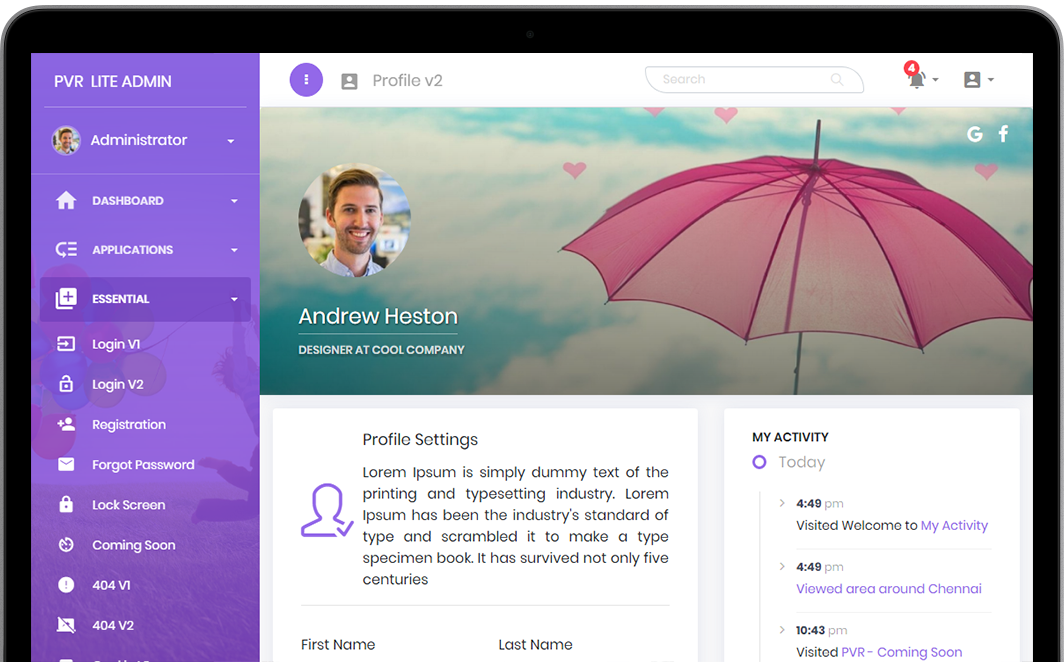 PVR LITE ADMIN
Administrator
DASHBOARD
APPLICATIONS
ESSENTIAL
Login V1
Login V2
Registration
Forgot Password
Lock Screen
Coming Soon
404 V1
404 V2
Profile v2
Search
4
G f
Andrew Heston
DESIGNER AT COOL COMPANY
Profile Settings
Lorem Ipsum is simply dummy text of the
printing and typesetting industry. Lorem
Ipsum has been the industry's standard of
type and scrambled it to make a type
specimen book. It has survived not only five
centuries
First Name Last Name
MY ACTIVITY
Today
4:49 pm
Visited Welcome to My Activity
4:49 pm
Viewed area around Chennai
10:43 pm
Visited PVR - Coming Soon